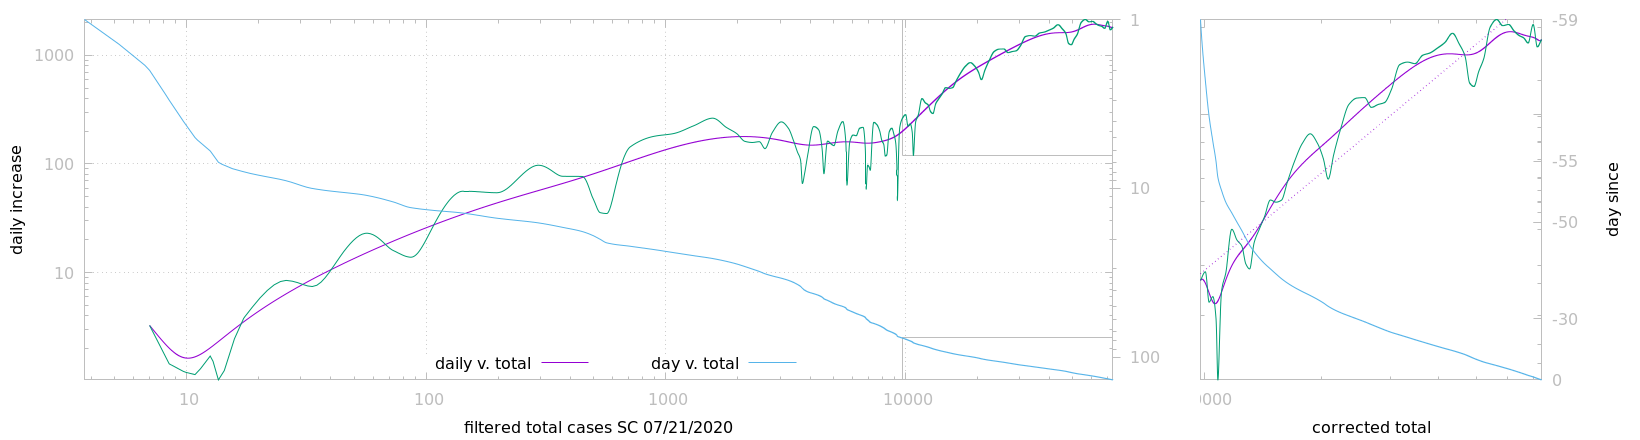 1000
100
10
daily increase
10
100
1000
10000
filtered total cases SC 07/21/2020
daily v. total
day v. total
1
10
100
0000
corrected total
-59
-55
-50
-30
0
day since